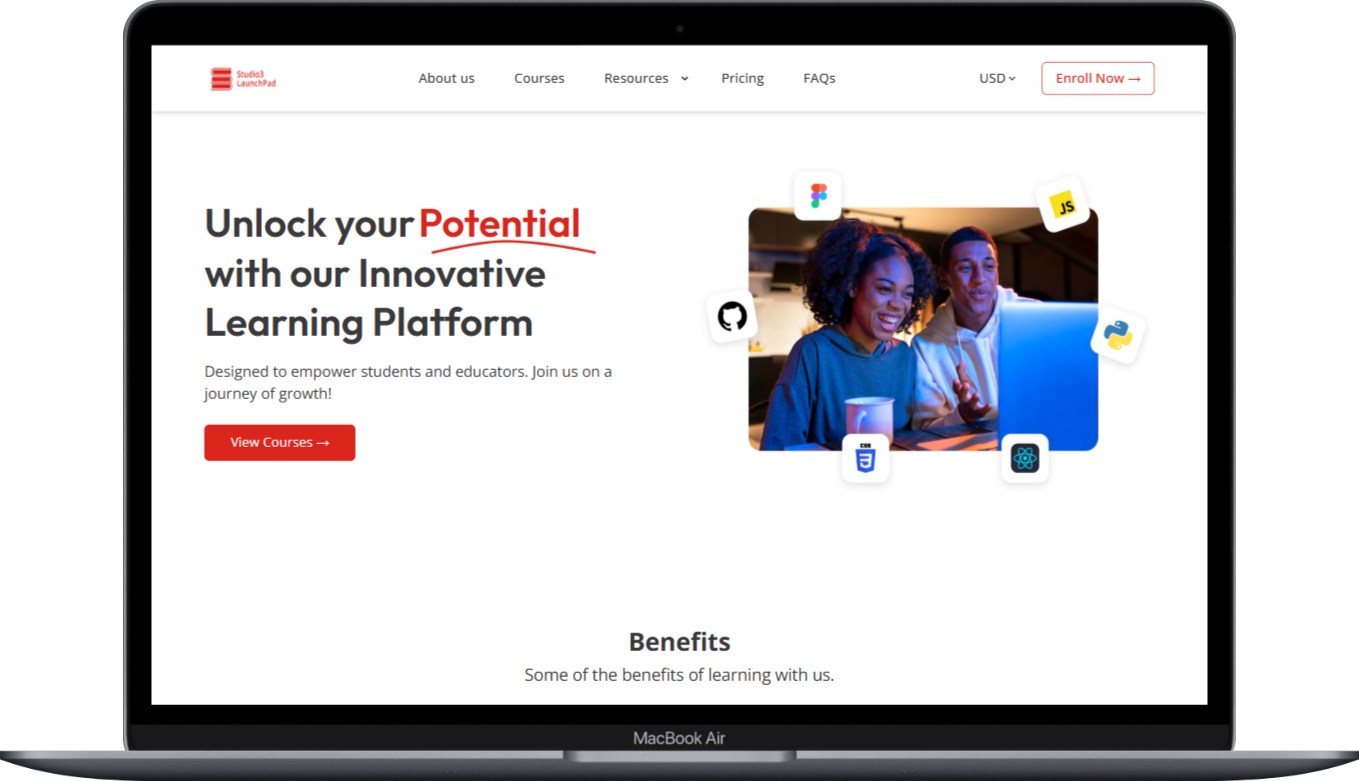 Studio3
LaunchPad
About us
Courses
Resources
Pricing
FAQs
USD
Enroll Now →
Unlock your Potential
with our Innovative
Learning Platform
Designed to empower students and educators. Join us on a
journey of growth!
View Courses →
JS
CSS
3
Benefits
Some of the benefits of learning with us.
MacBook Air